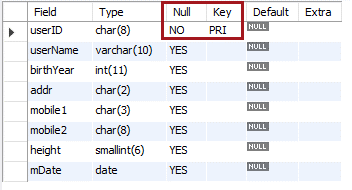 Field Type Null Key Default Extra
userID char(8) NO PRI NULL
userName varchar(10) YES NULL
birthYear int(11) YES NULL
addr char(2) YES NULL
mobile1 char(3) YES NULL
mobile2 char(8) YES NULL
height smallint(6) YES NULL
mDate date YES NULL